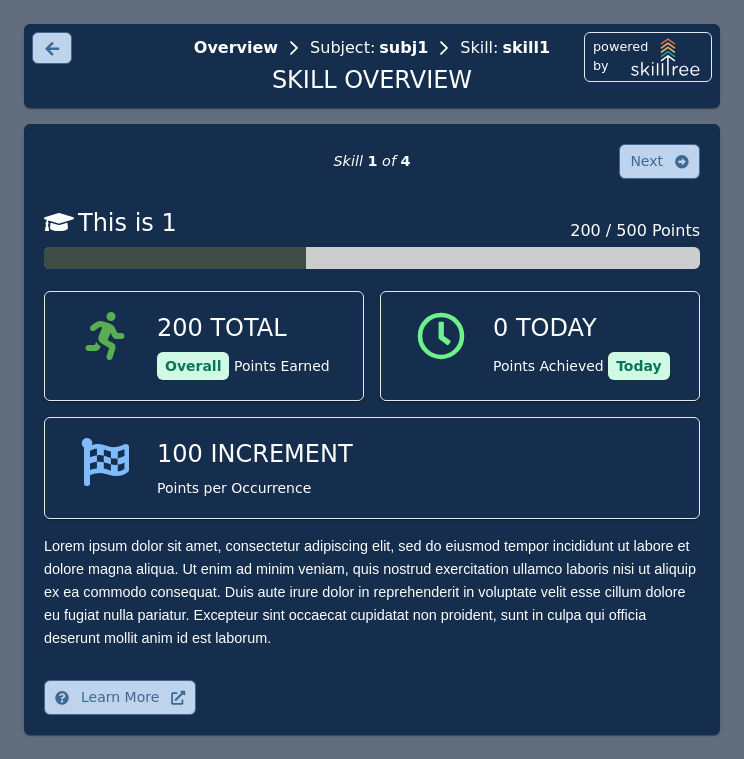 Overview > Subject: subj1 > Skill: skill1
SKILL OVERVIEW
powered
by skilltree
Skill 1 of 4
Next
This is 1
200 / 500 Points
200 TOTAL
Overall Points Earned
0 TODAY
Points Achieved Today
100 INCREMENT
Points per Occurrence
Lorem ipsum dolor sit amet, consectetur adipiscing elit, sed do eiusmod tempor incididunt ut labore et
dolore magna aliqua. Ut enim ad minim veniam, quis nostrud exercitation ullamco laboris nisi ut aliquip
ex ea commodo consequat. Duis aute irure dolor in reprehenderit in voluptate velit esse cillum dolore
eu fugiat nulla pariatur. Excepteur sint occaecat cupidatat non proident, sunt in culpa qui officia
deserunt mollit anim id est laborum.
Learn More